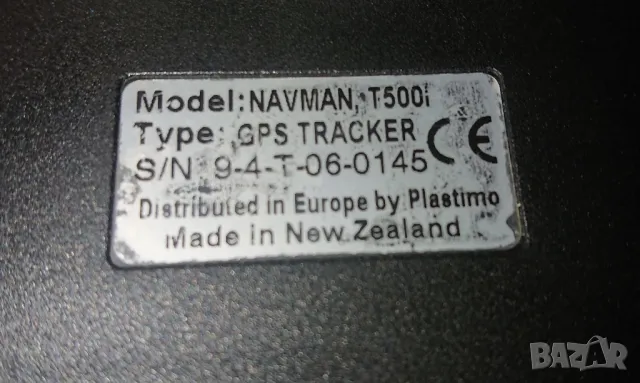 Model: NAVMAN, T500i
Type: GPS TRACKER CE
S/N 9-4-T-06-0145
Distributed in Europe by Plastimo
Made in New Zealand
BAZAR
bg